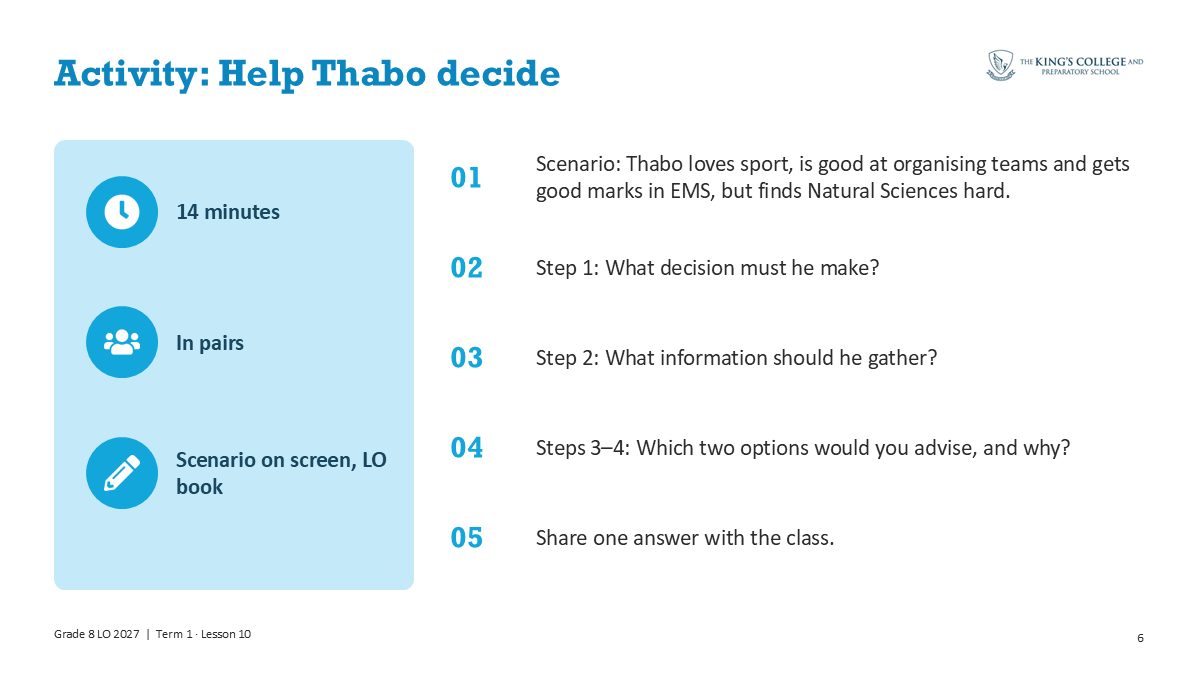 Activity: Help Thabo decide
THE KING'S COLLEGE AND
PREPARATORY SCHOOL
14 minutes
In pairs
Scenario on screen, LO
book
01
Scenario: Thabo loves sport, is good at organising teams and gets
good marks in EMS, but finds Natural Sciences hard.
02
Step 1: What decision must he make?
03
Step 2: What information should he gather?
04
Steps 3–4: Which two options would you advise, and why?
05
Share one answer with the class.
Grade 8 LO 2027 | Term 1 · Lesson 10
6